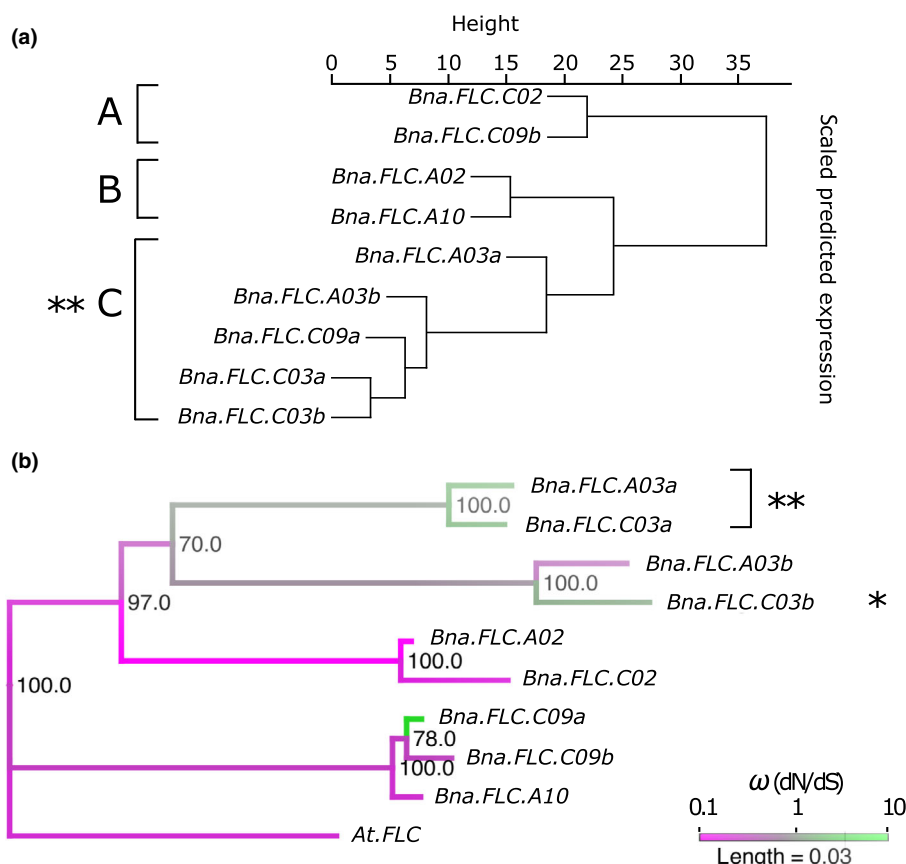 (a)
Height
0 5 10 15 20 25 30 35
A
Bna.FLC.C02
Bna.FLC.C09b
B
Bna.FLC.A02
Bna.FLC.A10
** C
Bna.FLC.A03a
Bna.FLC.A03b
Bna.FLC.C09a
Bna.FLC.C03a
Bna.FLC.C03b
Scaled predicted expression
(b)
Bna.FLC.A03a
100.0
**
Bna.FLC.C03a
70.0
Bna.FLC.A03b
100.0
Bna.FLC.C03b *
97.0
Bna.FLC.A02
100.0
Bna.FLC.C02
100.0
Bna.FLC.C09a
78.0
Bna.FLC.C09b
100.0
Bna.FLC.A10
At.FLC
ω (dN/dS)
0.1 1 10
Length = 0.03